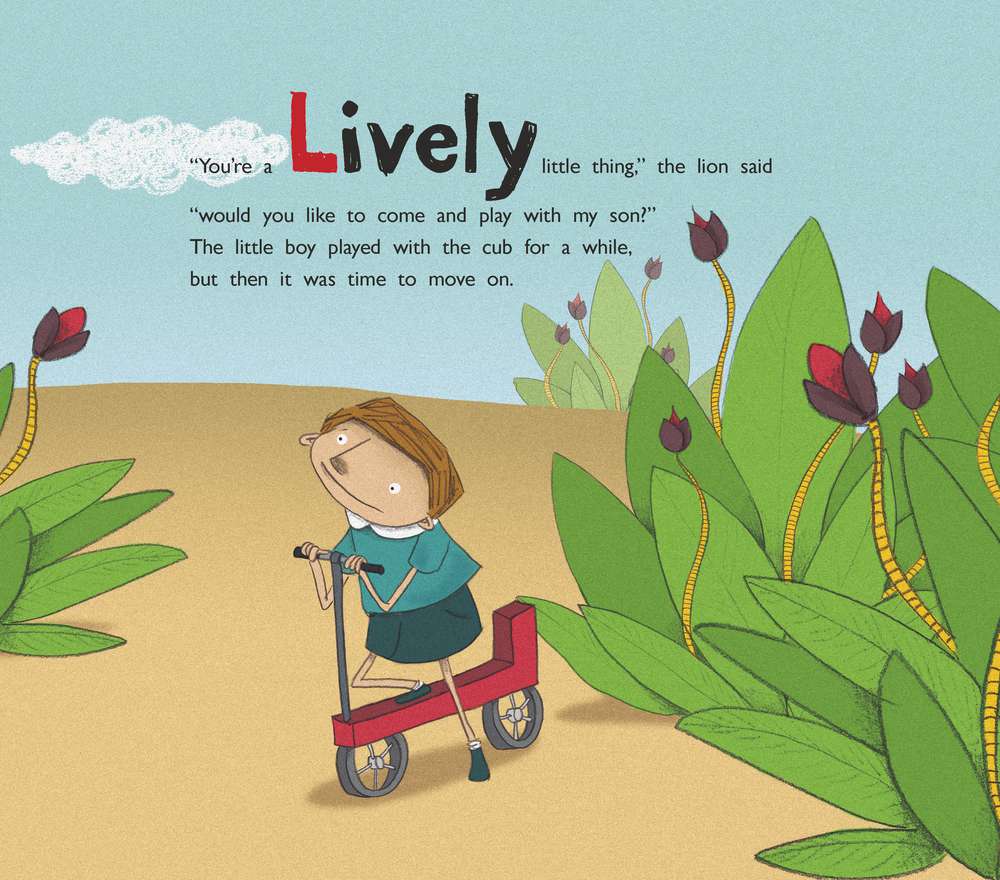 “You’re a Lively little thing,” the lion said
“would you like to come and play with my son?”
The little boy played with the cub for a while,
but then it was time to move on.